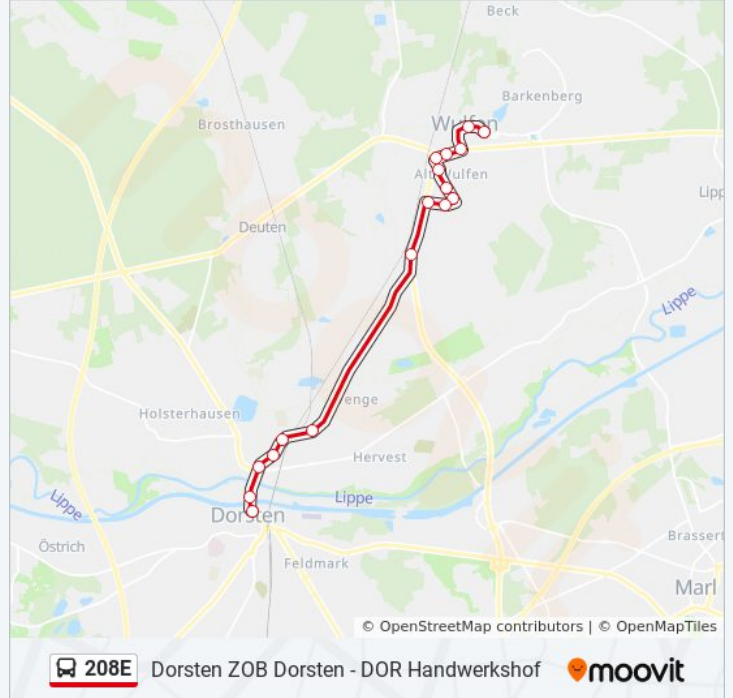 Beck
Barkenberg
Brosthausen
Wulfen
Alt Wulfen
Lipp
Deuten
Lippe
Holsterhausen
enge
Hervest
Lippe
Lippe
Dorsten
Östrich
Feldmark
Brassert
Marl
© OpenStreetMap contributors | © OpenMapTiles
208E Dorsten ZOB Dorsten - DOR Handwerkshof moovit